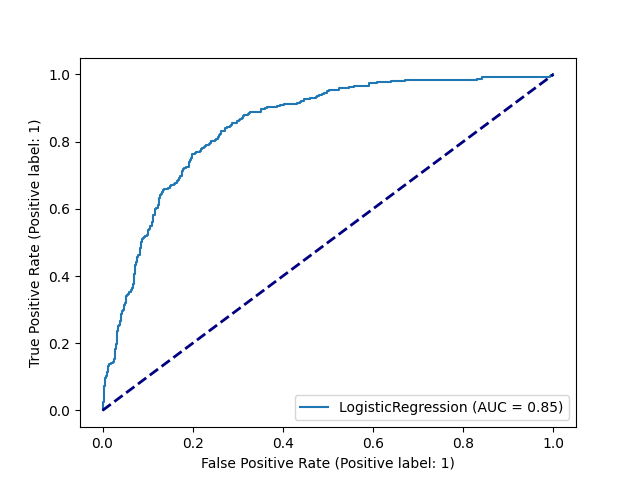 1.0
0.8
0.6
0.4
0.2
0.0
True Positive Rate (Positive label: 1)
LogisticRegression (AUC = 0.85)
0.0 0.2 0.4 0.6 0.8 1.0
False Positive Rate (Positive label: 1)